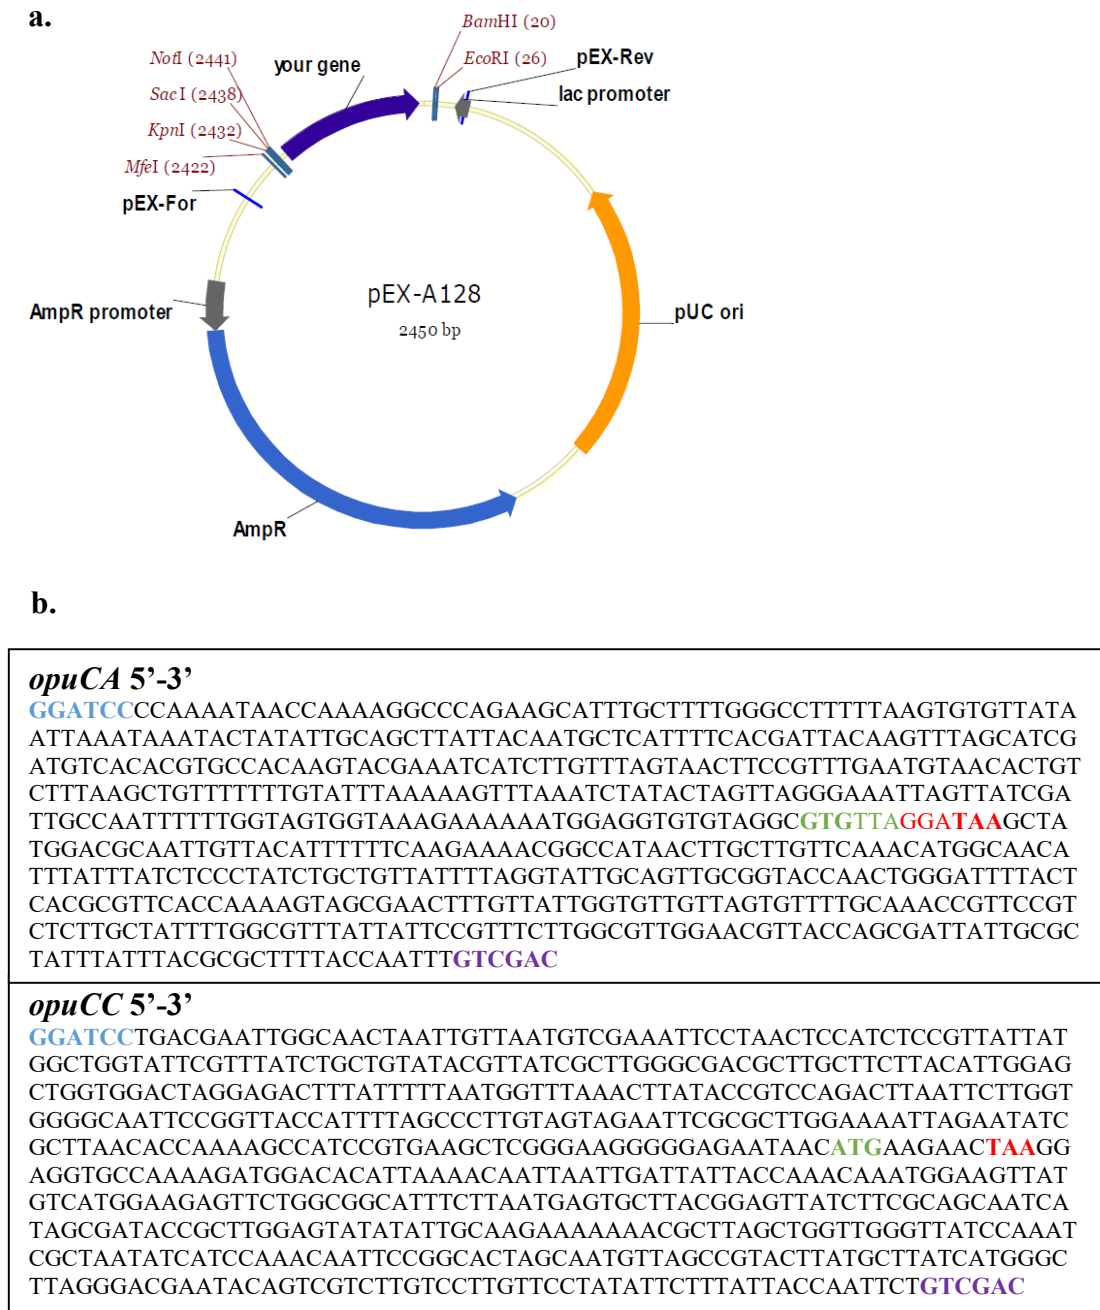 a.
BamHI (20)
EcoRI (26)
pEX-Rev
lac promoter
NotI (2441)
your gene
SacI (2438)
KpnI (2432)
MfeI (2422)
pEX-For
AmpR promoter
pEX-A128
2450 bp
pUC ori
AmpR
b.
opuCA 5’-3’
GGATCCCCAAAATAACCAAAAGGCCCAGAAGCATTTGCTTTTGGGCCTTTTTAAGTGTGTTATA
ATTAAATAAATACTATATTGCAGCTTATTACAATGCTCATTTTCACGATTACAAGTTTAGCATCG
ATGTCACACGTGCCACAAGTACGAAATCATCTTGTTTAGTAACTTCCGTTTGAATGTAACACTGT
CTTTAAGCTGTTTTTTTGTATTTAAAAAGTTTAAATCTATACTAGTTAGGGAAATTAGTTATCGA
TTGCCAATTTTTTGGTAGTGGTAAAGAAAAAATGGAGGTGTGTAGGCGTGTTAGGATAAGCTA
TGGACGCAATTGTTACATTTTTTCAAGAAAACGGCCATAACTTGCTTGTTCAAACATGGCAACA
TTTATTTATCTCCCTATCTGCTGTTATTTTAGGTATTGCAGTTGCGGTACCAACTGGGATTTTACT
CACGCGTTCACCAAAAGTAGCGAACTTTGTTATTGGTGTTGTTAGTGTTTTGCAAACCGTTCCGT
CTCTTGCTATTTTGGCGTTTATTATTCCGTTTCTTGGCGTTGGAACGTTACCAGCGATTATTGCGC
TATTTATTTACGCGCTTTTACCAATTTGTCGAC
opuCC 5’-3’
GGATCCTGACGAATTGGCAACTAATTGTTAATGTCGAAATTCCTAACTCCATCTCCGTTATTAT
GGCTGGTATTCGTTTATCTGCTGTATACGTTATCGCTTGGGCGACGCTTGCTTCTTACATTGGAG
CTGGTGGACTAGGAGACTTTATTTTTAATGGTTTAAACTTATACCGTCCAGACTTAATTCTTGGT
GGGGCAATTCCGGTTACCATTTTAGCCCTTGTAGTAGAATTCGCGCTTGGAAAATTAGAATATC
GCTTAACACCAAAAGCCATCCGTGAAGCTCGGGAAGGGGGAGAATAACATGAAGAACTAAGG
AGGTGCCAAAAGATGGACACATTAAAACAATTAATTGATTATTACCAAACAAATGGAAGTTAT
GTCATGGAAGAGTTCTGGCGGCATTTCTTAATGAGTGCTTACGGAGTTATCTTCGCAGCAATCA
TAGCGATACCGCTTGGAGTATATATTGCAAGAAAAAAACGCTTAGCTGGTTGGGTTATCCAAAT
CGCTAATATCATCCAAACAATTCCGGCACTAGCAATGTTAGCCGTACTTATGCTTATCATGGGC
TTAGGGACGAATACAGTCGTCTTGTCCTTGTTCCTATATTCTTTATTACCAATTCTGTCGAC